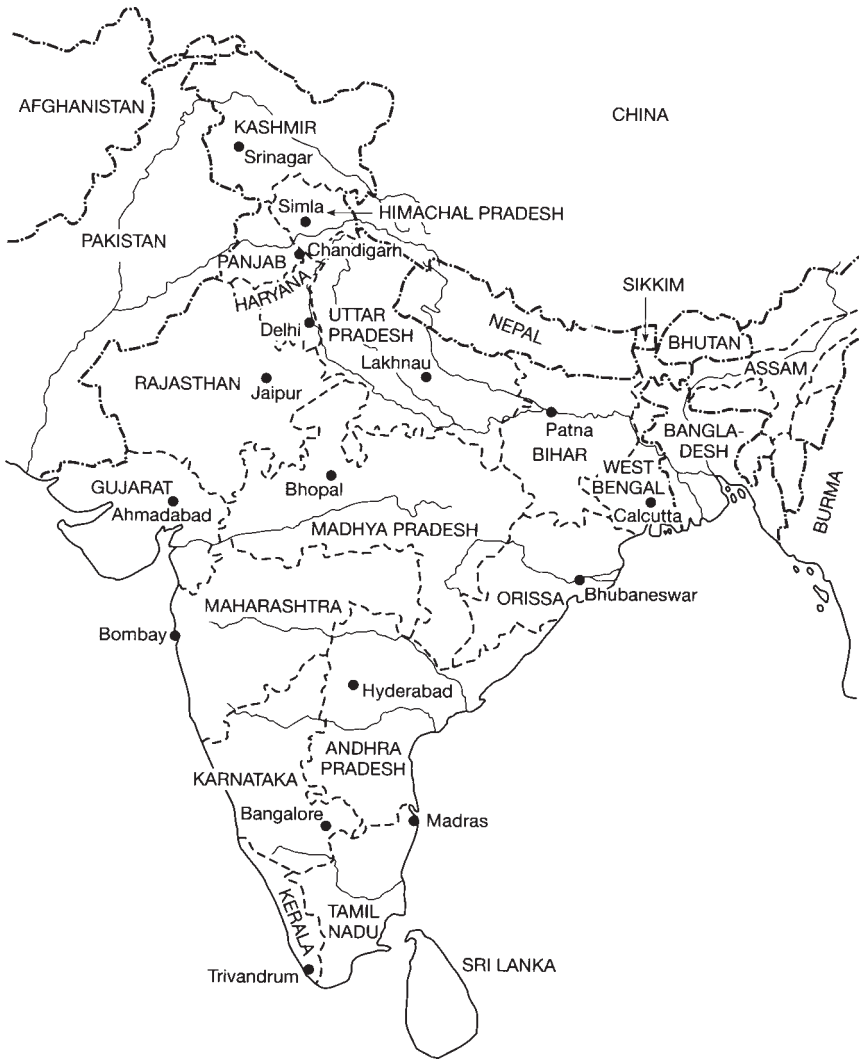 AFGHANISTAN
CHINA
KASHMIR
Srinagar
Simla
HIMACHAL PRADESH
PAKISTAN
Chandigarh
PANJAB
HARYANA
SIKKIM
UTTAR
PRADESH
NEPAL
Delhi
BHUTAN
Lakhnau
ASSAM
RAJASTHAN
Jaipur
Patna
BANGLA-
DESH
BIHAR
WEST
BENGAL
GUJARAT
Ahmadabad
Bhopal
Calcutta
BURMA
MADHYA PRADESH
ORISSA
Bhubaneswar
MAHARASHTRA
Bombay
Hyderabad
ANDHRA
PRADESH
KARNATAKA
Bangalore
Madras
KERALA
TAMIL
NADU
SRI LANKA
Trivandrum